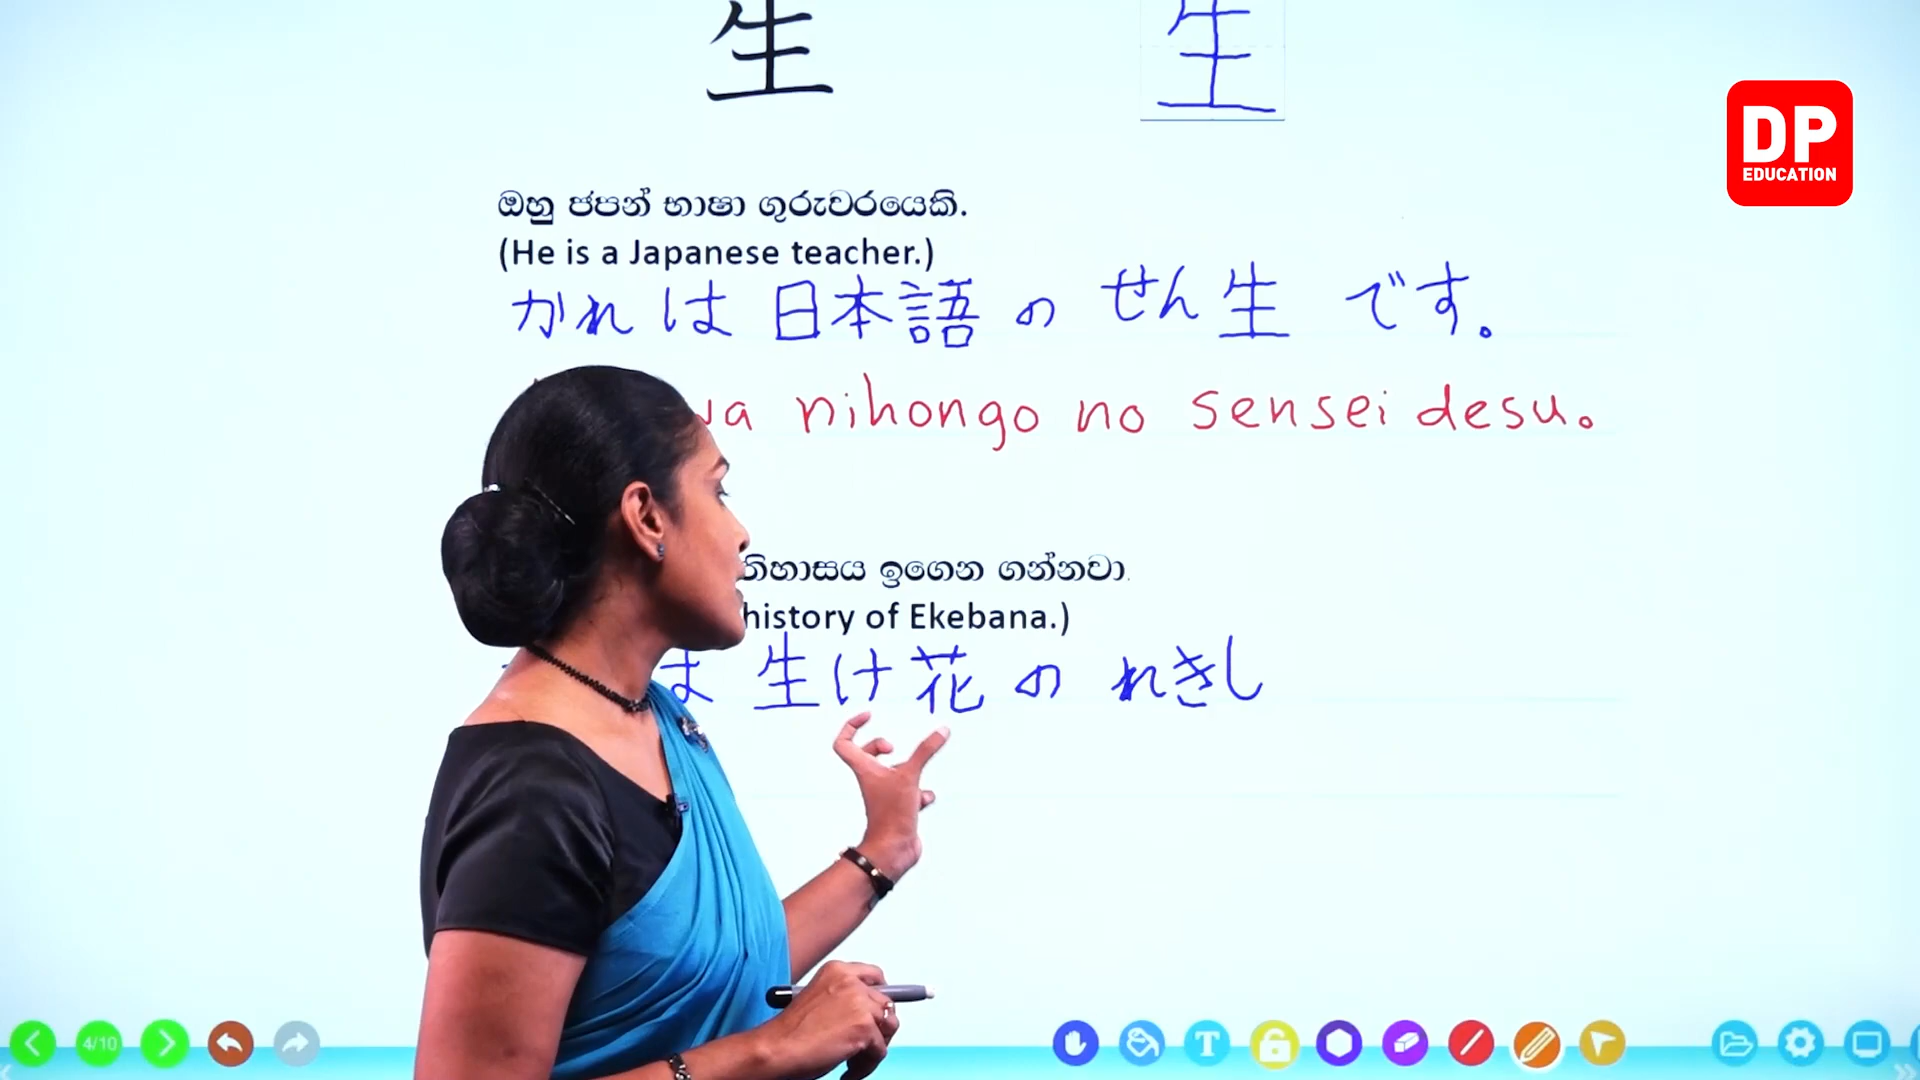 生 生
DP
EDUCATION
ඔහු ජපන් භාෂා ගුරුවරයෙකි.
(He is a Japanese teacher.)
かれ は 日本語 の せん生 です。
nihongo no sensei desu.
ඉගෙන ගන්නවා.
history of Ekebana.)
生け花 の れきし
4/10
T